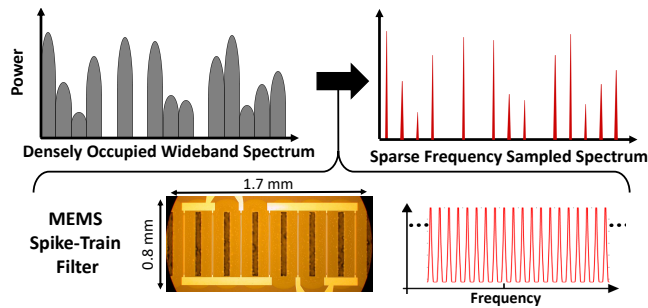 Power
Densely Occupied Wideband Spectrum
Sparse Frequency Sampled Spectrum
1.7 mm
MEMS
Spike-Train
Filter
0.8 mm
Frequency